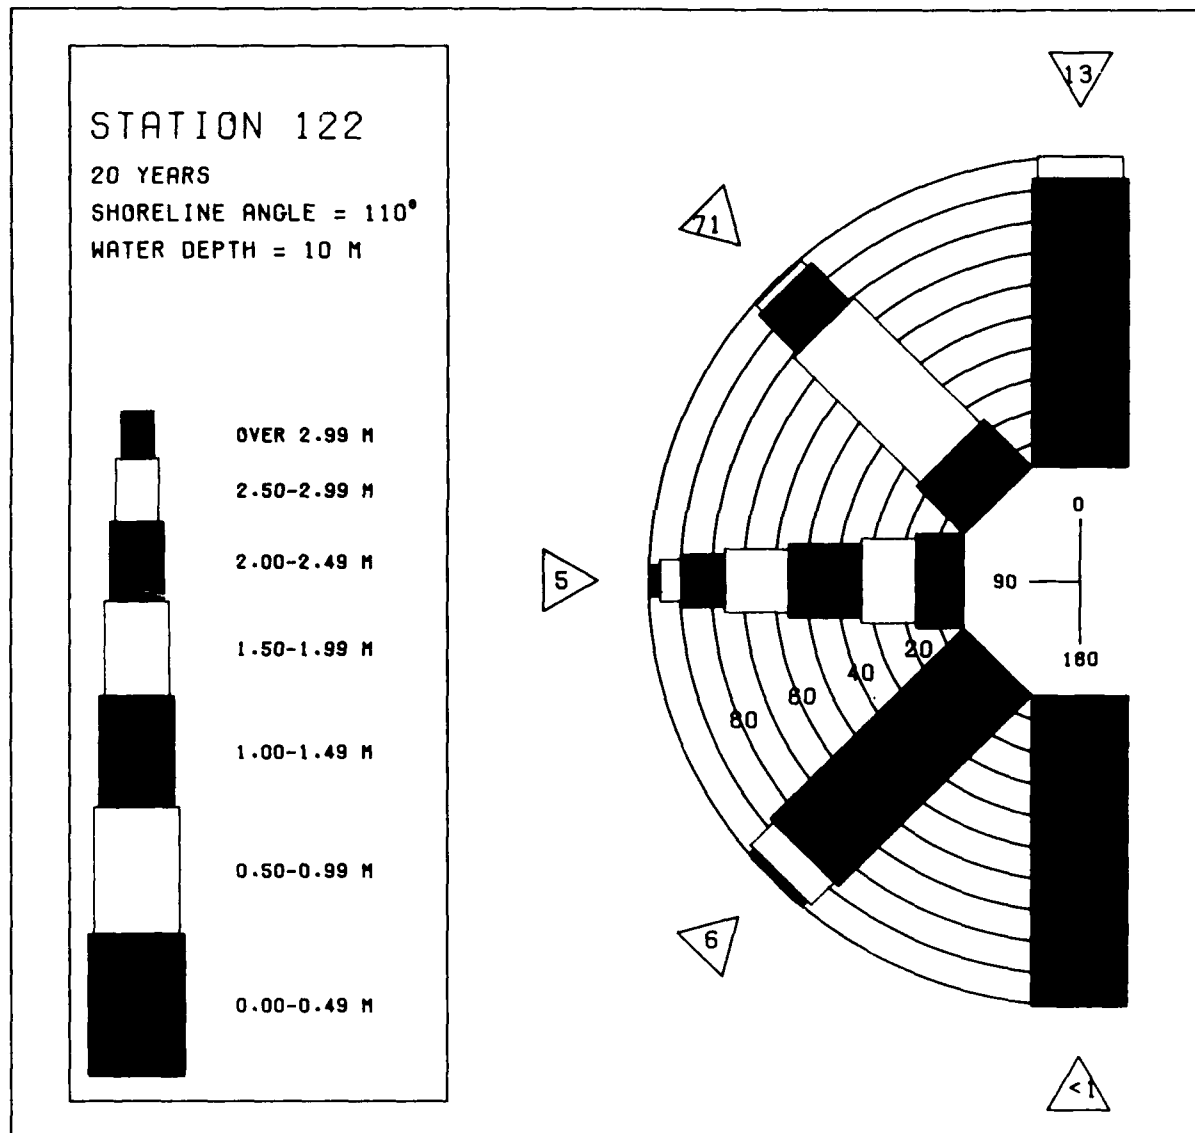 STATION 122
20 YEARS
SHORELINE ANGLE = 110°
WATER DEPTH = 10 M
OVER 2.99 M
2.50-2.99 M
2.00-2.49 M
1.50-1.99 M
1.00-1.49 M
0.50-0.99 M
0.00-0.49 M
13
71
5
6
<1
0
90
180
20
40
60
80